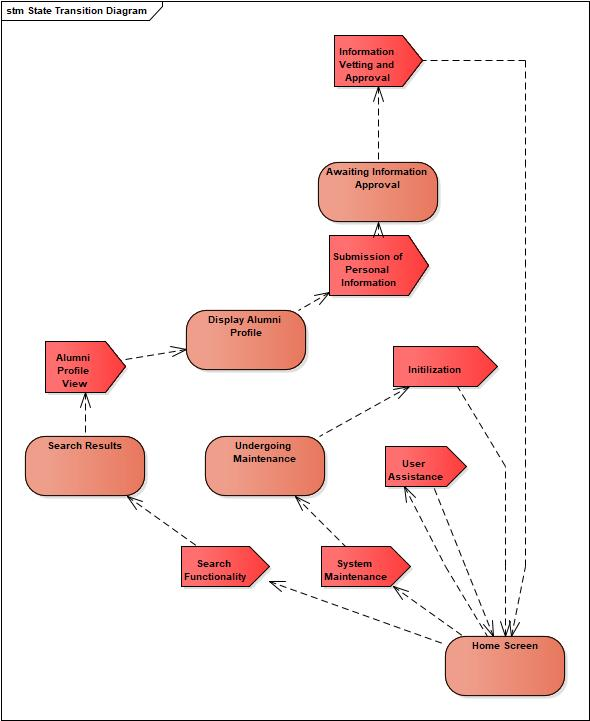 stm State Transition Diagram
Information
Vetting and
Approval
Awaiting Information
Approval
Submission of
Personal
Information
Display Alumni
Profile
Alumni
Profile
View
Initilization
Search Results
Undergoing
Maintenance
User
Assistance
Search
Functionality
System
Maintenance
Home Screen